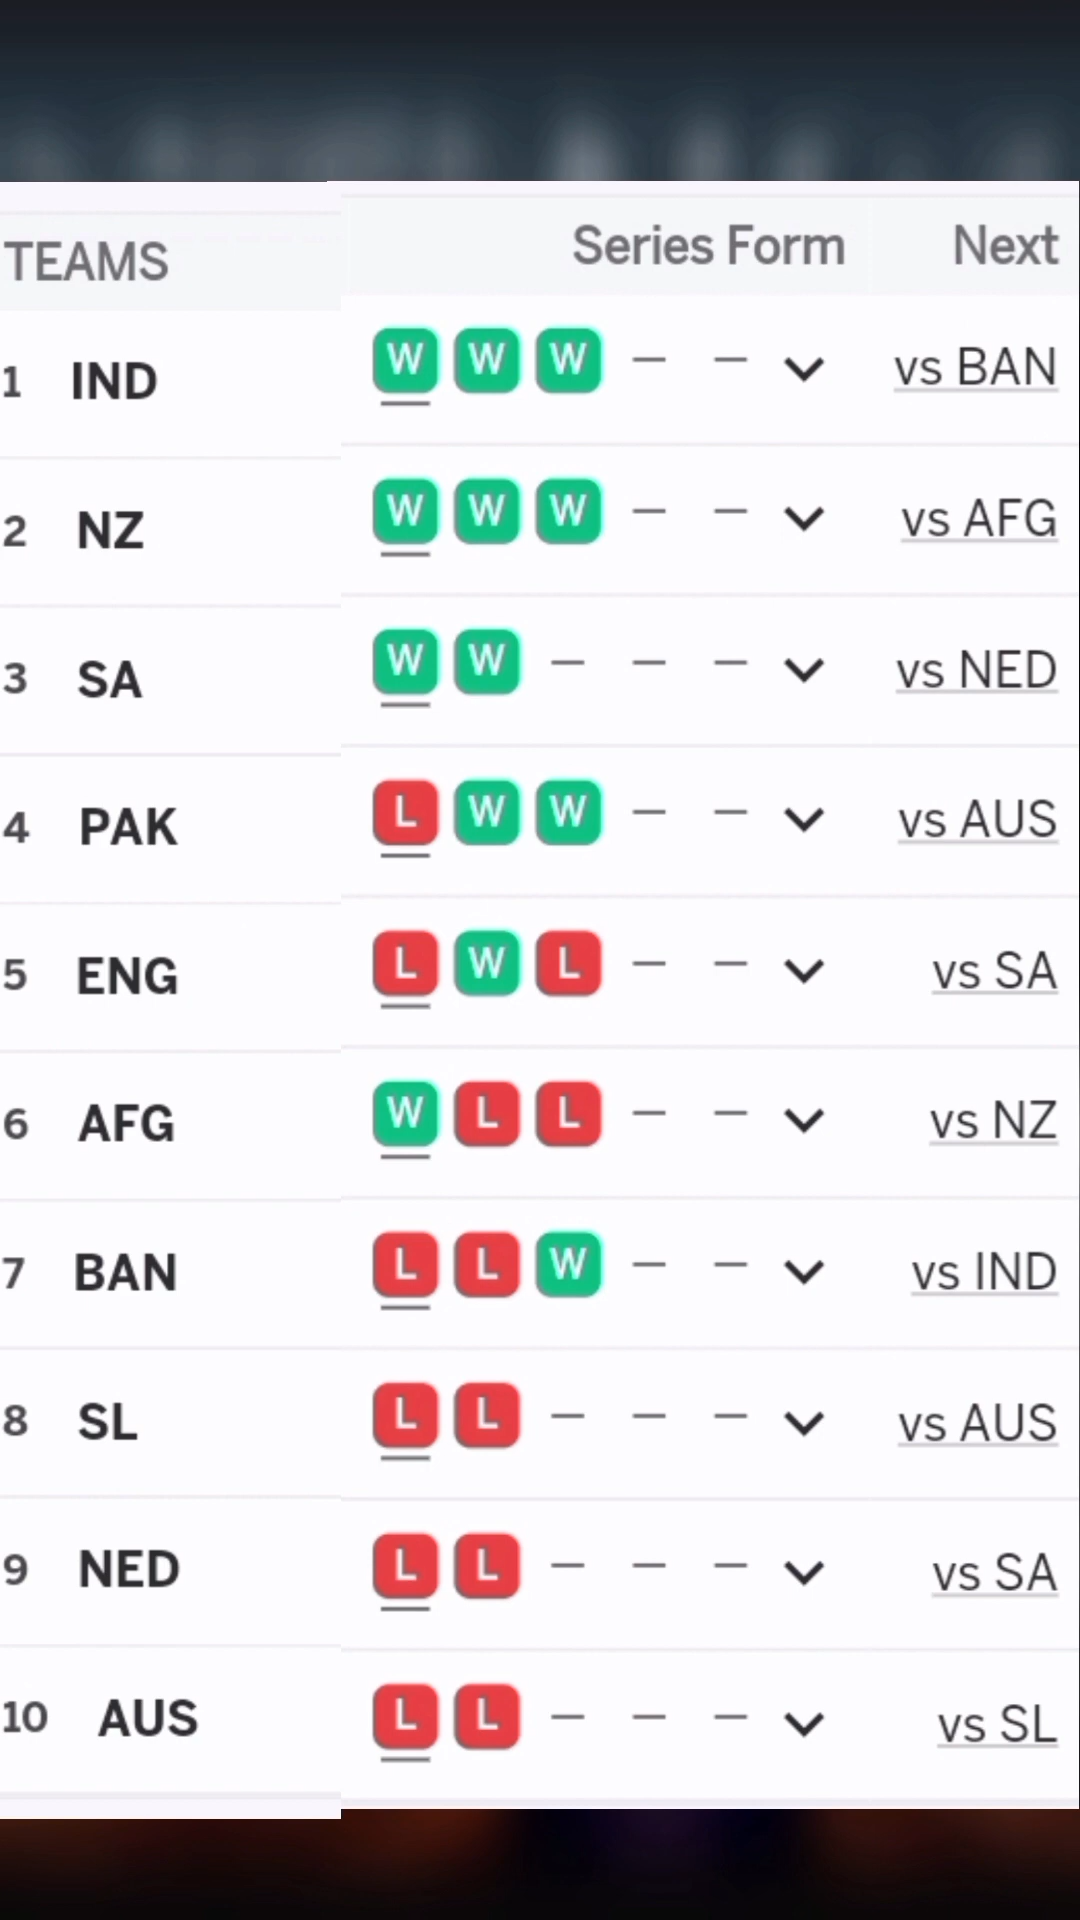 TEAMS Series Form Next
1 IND W W W — — vs BAN
2 NZ W W W — — vs AFG
3 SA W W — — — vs NED
4 PAK L W W — — vs AUS
5 ENG L W L — — vs SA
6 AFG W L L — — vs NZ
7 BAN L L W — — vs IND
8 SL L L — — — vs AUS
9 NED L L — — — vs SA
10 AUS L L — — — vs SL